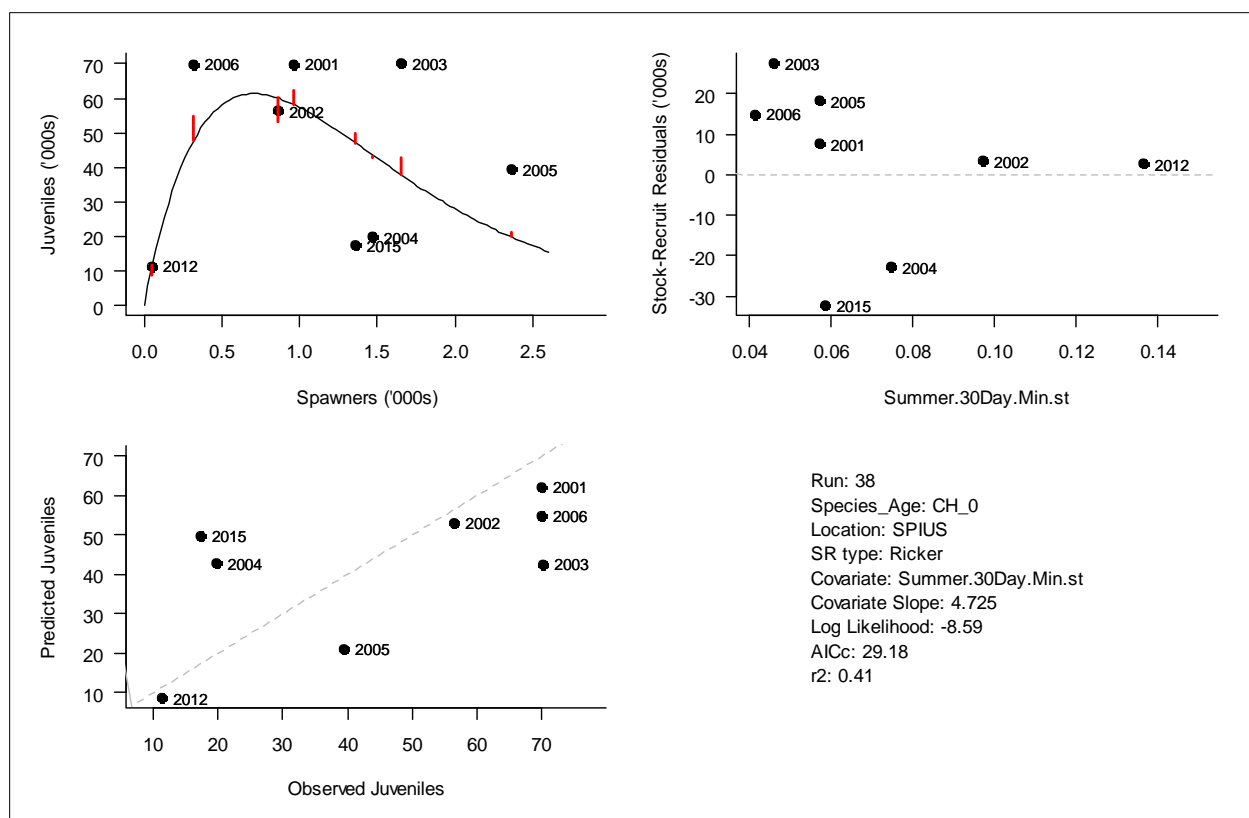 Juveniles ('000s)
70
60
50
40
30
20
10
0
2006
2001
2003
2002
2005
2004
2015
2012
0.0 0.5 1.0 1.5 2.0 2.5
Spawners ('000s)
Stock-Recruit Residuals ('000s)
20
10
0
-10
-20
-30
2003
2005
2006
2001
2002
2012
2004
2015
0.04 0.06 0.08 0.10 0.12 0.14
Summer.30Day.Min.st
Predicted Juveniles
70
60
50
40
30
20
10
2001
2006
2002
2015
2004
2003
2005
2012
10 20 30 40 50 60 70
Observed Juveniles
Run: 38
Species_Age: CH_0
Location: SPIUS
SR type: Ricker
Covariate: Summer.30Day.Min.st
Covariate Slope: 4.725
Log Likelihood: -8.59
AICc: 29.18
r2: 0.41